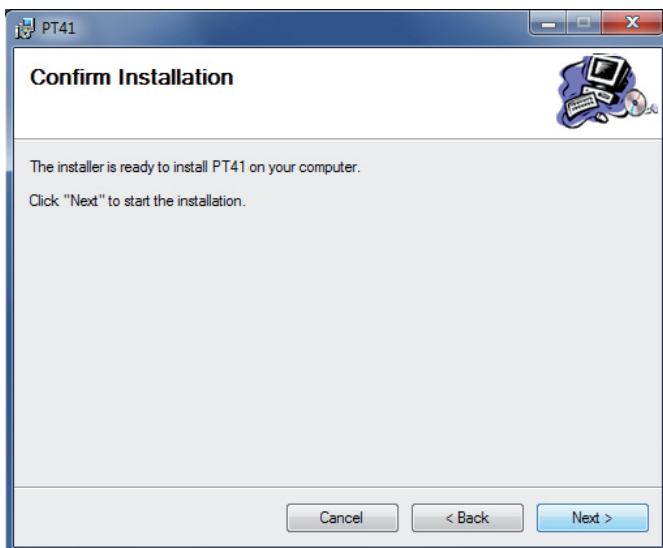 PT41
Confirm Installation
The installer is ready to install PT41 on your computer.
Click "Next" to start the installation.
Cancel
< Back
Next >